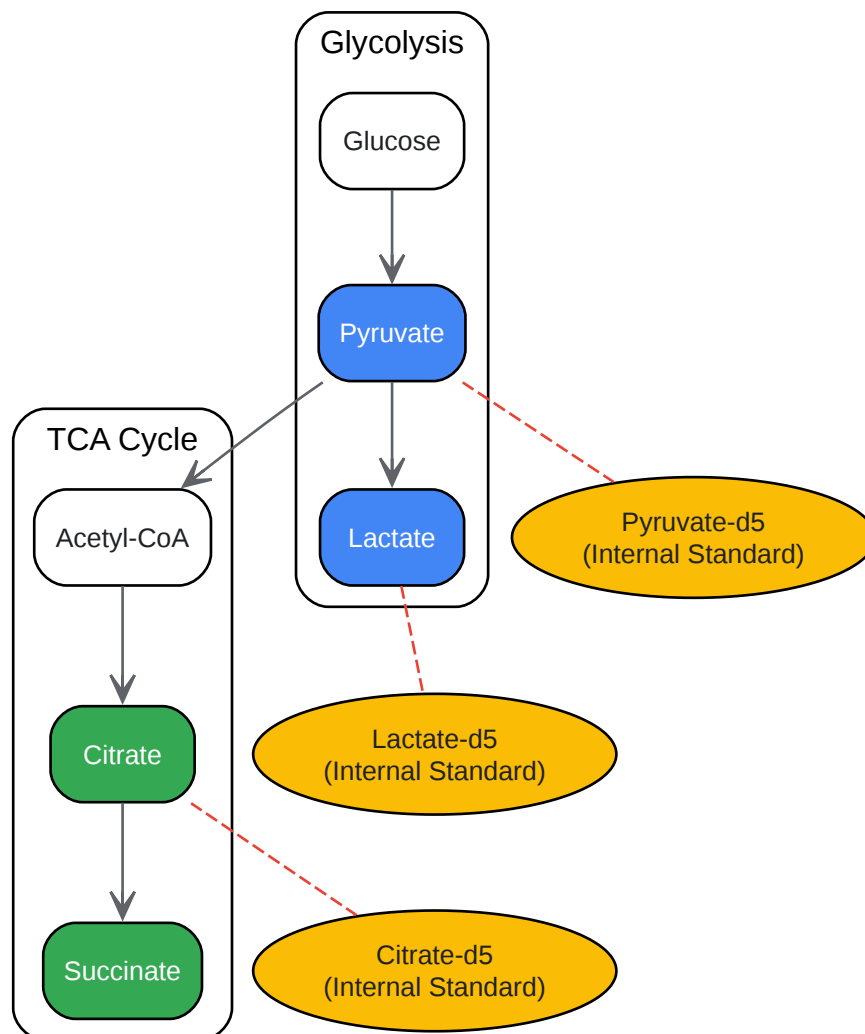 Glycolysis
Glucose
Pyruvate
TCA Cycle
Acetyl-CoA
Lactate
Pyruvate-d5
(Internal Standard)
Citrate
Lactate-d5
(Internal Standard)
Succinate
Citrate-d5
(Internal Standard)